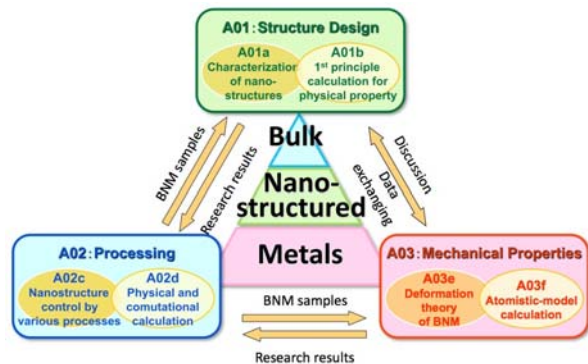 A01:Structure Design
A01a
Characterization
of nano-
structures
A01b
1st principle
calculation for
physical property
BNM samples
Research results
Bulk
Nano-
structured
Metals
Discussion
Data
exchanging
A02:Processing
A02c
Nanostructure
control by
various processes
A02d
Physical and
comutational
calculation
BNM samples
Research results
A03:Mechanical Properties
A03e
Deformation
theory
of BNM
A03f
Atomistic-model
calculation